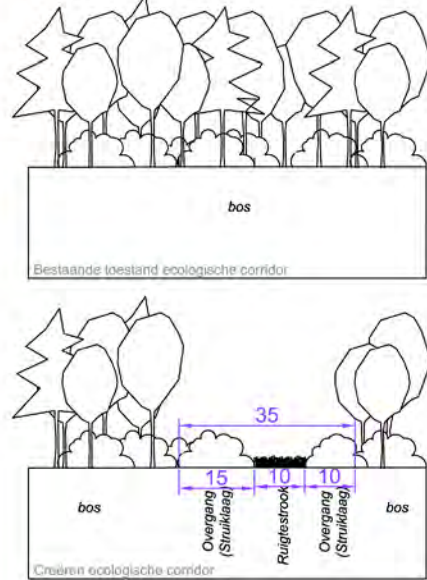 bos
Bestaande toestand ecologische corridor
35
15
10
10
Overgang
(Struiklaag)
Ruigtestrook
Overgang
(Struiklaag)
bos
bos
Creëren ecologische corridor